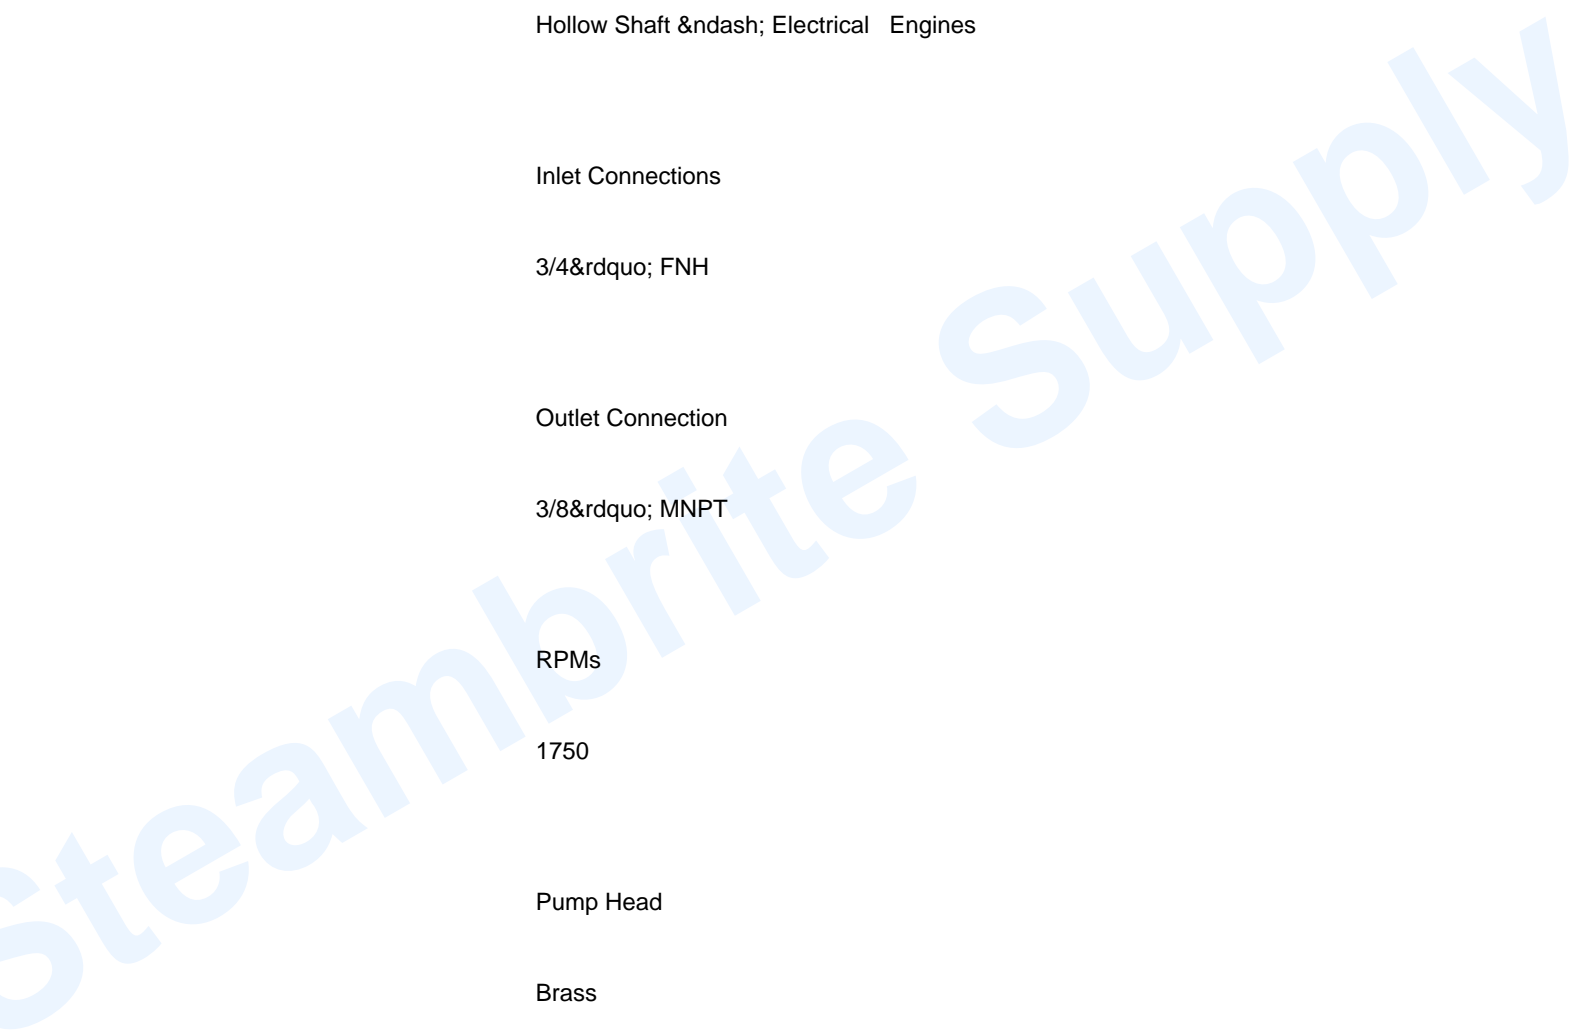 Hollow Shaft &ndash; Electrical   Engines
Inlet Connections
3/4&rdquo; FNH
Outlet Connection
3/8&rdquo; MNPT
RPMs
1750
Pump Head
Brass
Steambrite Supply